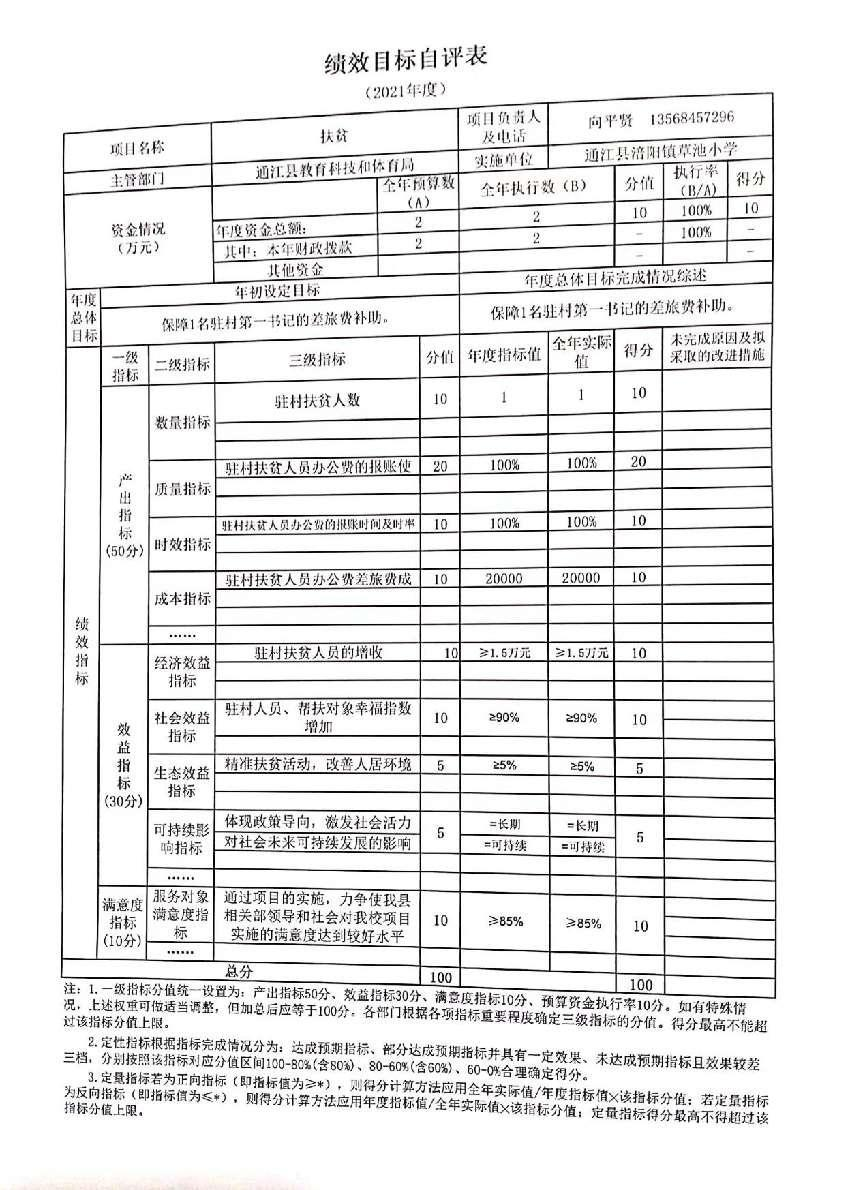 绩效目标自评表
（2021年度）
项目名称 扶贫 项目负责人及电话 向平贤 13568457296
主管部门 通江县教育科技和体育局 实施单位 通江县涪阳镇草池小学
资金情况（万元） 全年预算数（A） 全年执行数（B） 分值 执行率（B/A） 得分
年度资金总额： 2 2 10 100% 10
其中：本年财政拨款 2 2 - 100% -
其他资金 - -
年度总体目标 年初设定目标 年度总体目标完成情况综述
保障1名驻村第一书记的差旅费补助。 保障1名驻村第一书记的差旅费补助。
绩效指标 一级指标 二级指标 三级指标 分值 年度指标值 全年实际值 得分 未完成原因及拟采取的改进措施
产出指标（50分） 数量指标 驻村扶贫人数 10 1 1 10
质量指标 驻村扶贫人员办公费的报账使 20 100% 100% 20
时效指标 驻村扶贫人员办公费的报账时间及时率 10 100% 100% 10
成本指标 驻村扶贫人员办公费差旅费成 10 20000 20000 10
……
效益指标（30分） 经济效益指标 驻村扶贫人员的增收 10 ≥1.5万元 ≥1.5万元 10
社会效益指标 驻村人员、帮扶对象幸福指数增加 10 ≥90% ≥90% 10
生态效益指标 精准扶贫活动，改善人居环境 5 ≥5% ≥5% 5
可持续影响指标 体现政策导向，激发社会活力 5 =长期 =长期 5
对社会未来可持续发展的影响 =可持续 =可持续
……
满意度指标（10分） 服务对象满意度指标 通过项目的实施，力争使我县相关部领导和社会对我校项目实施的满意度达到较好水平 10 ≥85% ≥85% 10
……
总分 100 100
注：1.一级指标分值统一设置为：产出指标50分、效益指标30分、满意度指标10分、预算资金执行率10分。如有特殊情
况，上述权重可做适当调整，但加总后应等于100分，各部门根据各项指标重要程度确定三级指标的分值。得分最高不能超
过该指标分值上限。
2.定性指标根据指标完成情况分为：达成预期指标、部分达成预期指标并具有一定效果、未达成预期指标且效果较差
三档，分别按照该指标对应分值区间100-80%(含80%)、80-60%(含60%)、60-0%合理确定得分。
3.定量指标若为正向指标（即指标值为≥*），则得分计算方法应用全年实际值/年度指标值×该指标分值；若定量指标
为反向指标（即指标值为≤*），则得分计算方法应用年度指标值/全年实际值×该指标分值；定量指标得分最高不得超过该
指标分值上限。